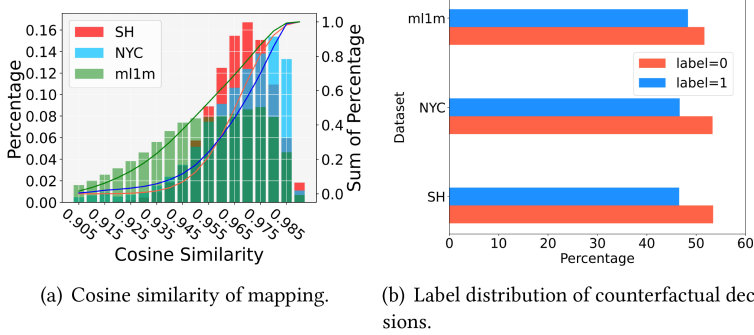 0.16
0.14
0.12
0.10
0.08
0.06
0.04
0.02
0.00
Percentage
SH
NYC
ml1m
1.0
0.8
0.6
0.4
0.2
0.0
Sum of Percentage
0.905
0.915
0.925
0.935
0.945
0.955
0.965
0.975
0.985
Cosine Similarity
(a) Cosine similarity of mapping.
Dataset
ml1m
NYC
SH
label=0
label=1
0 10 20 30 40 50 60
Percentage
(b) Label distribution of counterfactual dec
sions.